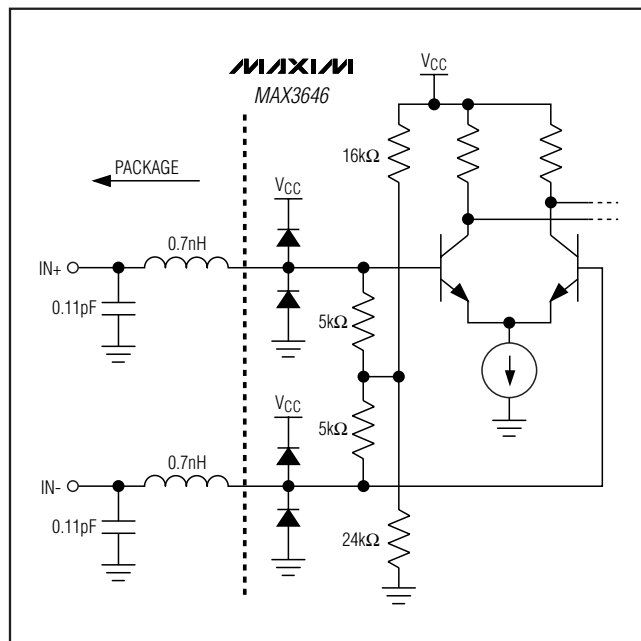 MAXIM
MAX3646
VCC
16kΩ
PACKAGE
VCC
0.7nH
IN+
0.11pF
5kΩ
VCC
5kΩ
0.7nH
IN-
0.11pF
24kΩ